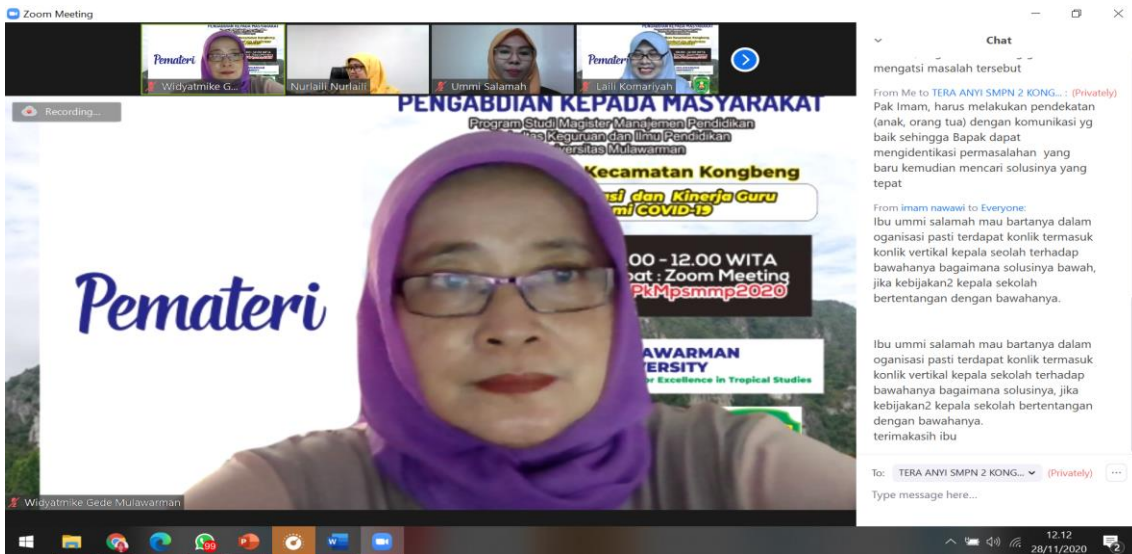 Zoom Meeting
Pemateri
Widyatmike G...
Nurlaili Nurlaili
Ummi Salamah
Pemateri
Laili Komariyah
Recording...
PENGABDIAN KEPADA MASYARAKAT
Program Studi Magister Manajemen Pendidikan
Keguruan dan Ilmu Pendidikan
Universitas Mulawarman
Kecamatan Kongbeng
dan Kinerja Guru
COVID-19
00 - 12.00 WITA
: Zoom Meeting
PkMpsmmp2020
Excellence in Tropical Studies
Pemateri
Widyatmike Gede Mulawarman
Chat
mengatsi masalah tersebut
From Me to TERA ANYI SMPN 2 KONG... : (Privately)
Pak Imam, harus melakukan pendekatan
(anak, orang tua) dengan komunikasi yg
baik sehingga Bapak dapat
mengidentikasi permasalahan yang
baru kemudian mencari solusinya yang
tepat
From imam nawawi to Everyone:
Ibu ummi salamah mau bartanya dalam
oganisasi pasti terdapat konlik termasuk
konlik vertikal kepala seolah terhadap
bawahanya bagaimana solusinya bawah,
jika kebijakan2 kepala sekolah
bertentangan dengan bawahanya.
Ibu ummi salamah mau bartanya dalam
oganisasi pasti terdapat konlik termasuk
konlik vertikal kepala sekolah terhadap
bawahanya bagaimana solusinya, jika
kebijakan2 kepala sekolah bertentangan
dengan bawahanya.
terimakasih ibu
To: TERA ANYI SMPN 2 KONG... (Privately)
Type message here...
99
12.12
28/11/2020
2